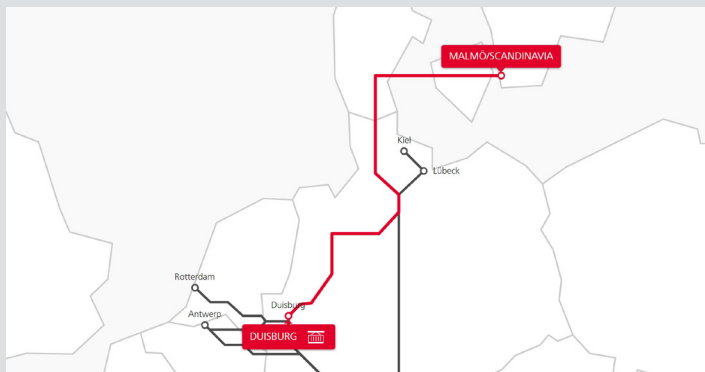 MALMÖ/SCANDINAVIA
Kiel
Lübeck
Rotterdam
Duisburg
Antwerp
DUISBURG